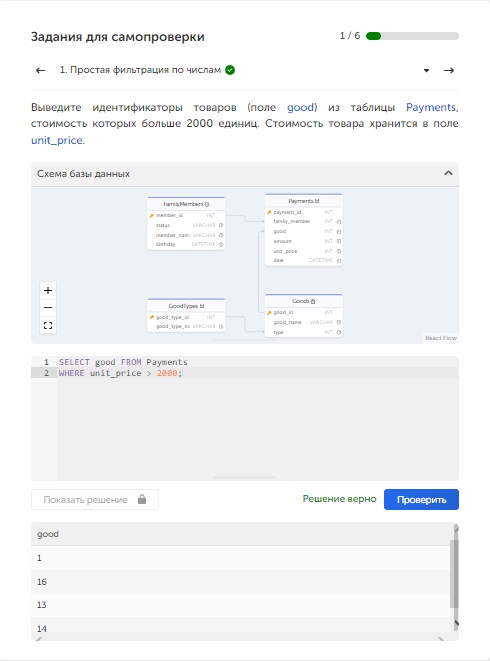 Задания для самопроверки
1 / 6
1. Простая фильтрация по числам
Выведите идентификаторы товаров (поле good) из таблицы Payments,
стоимость которых больше 2000 единиц. Стоимость товара хранится в поле
unit_price.
Схема базы данных
FamilyMembers
member_id INT
status VARCHAR
member_name VARCHAR
birthday DATETIME
Payments
payment_id INT
family_member INT
good INT
amount INT
unit_price INT
date DATETIME
GoodTypes
good_type_id INT
VARCHAR
Goods
good_id INT
good_name VARCHAR
type INT
+
−
React Flow
1 SELECT good FROM Payments
2 WHERE unit_price > 2000;
Показать решение
Решение верно
Проверить
good
1
16
13
14